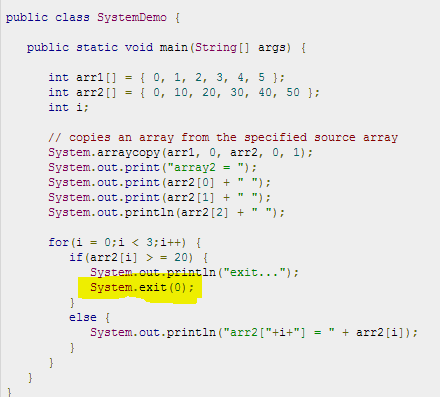 public class SystemDemo {
public static void main(String[] args) {
int arr1[] = { 0, 1, 2, 3, 4, 5 };
int arr2[] = { 0, 10, 20, 30, 40, 50 };
int i;
// copies an array from the specified source array
System.arraycopy(arr1, 0, arr2, 0, 1);
System.out.print("array2 = ");
System.out.print(arr2[0] + " ");
System.out.print(arr2[1] + " ");
System.out.println(arr2[2] + " ");
for(i = 0;i < 3;i++) {
if(arr2[i] > = 20) {
System.out.println("exit...");
System.exit(0);
}
else {
System.out.println("arr2["+i+"] = " + arr2[i]);
}
}
}
}